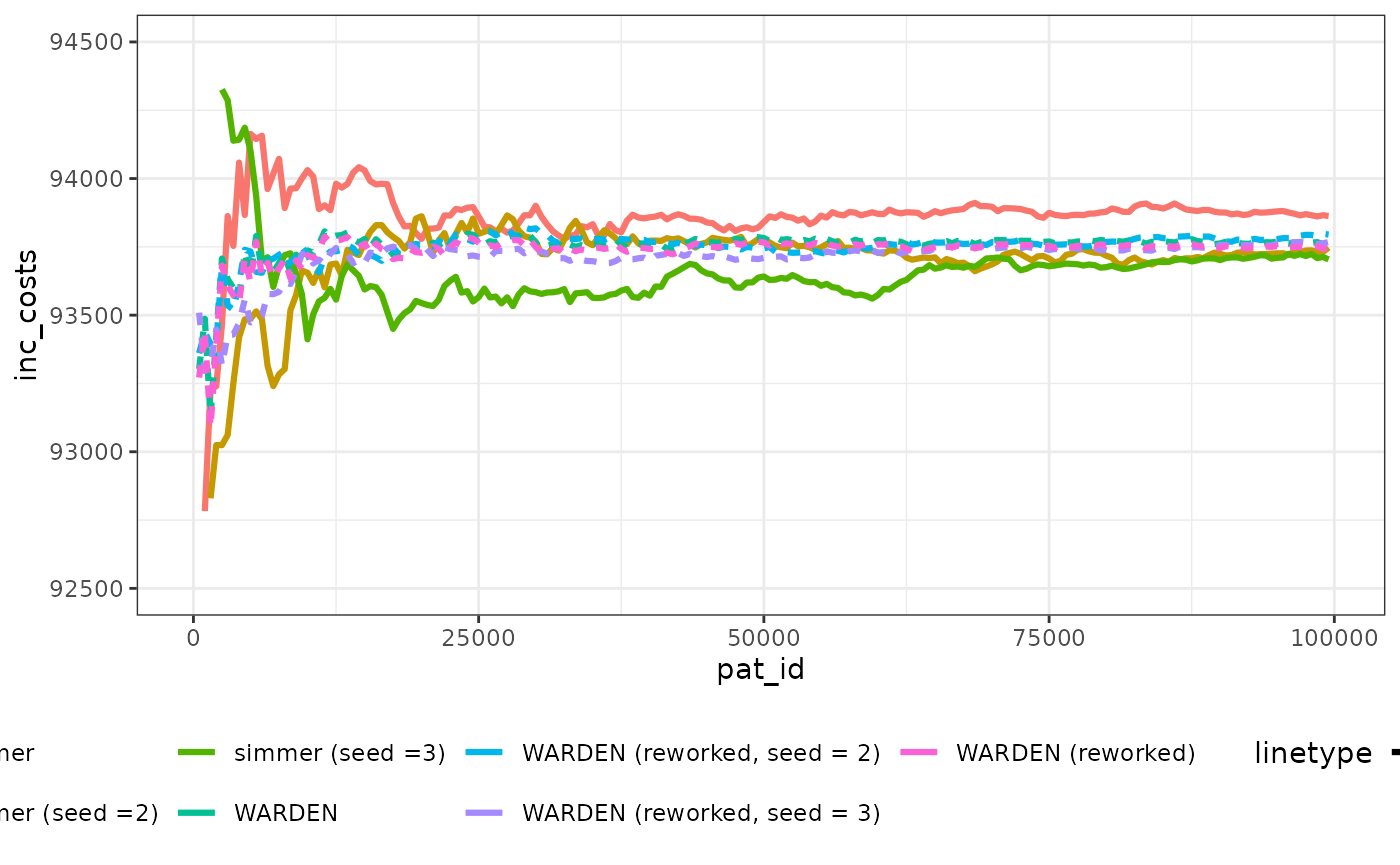 94500
94000
93500
93000
92500
inc_costs
0 25000 50000 75000 100000
pat_id
mer simmer (seed =3) WARDEN (reworked, seed = 2) WARDEN (reworked) linetype
mer (seed =2) WARDEN WARDEN (reworked, seed = 3)